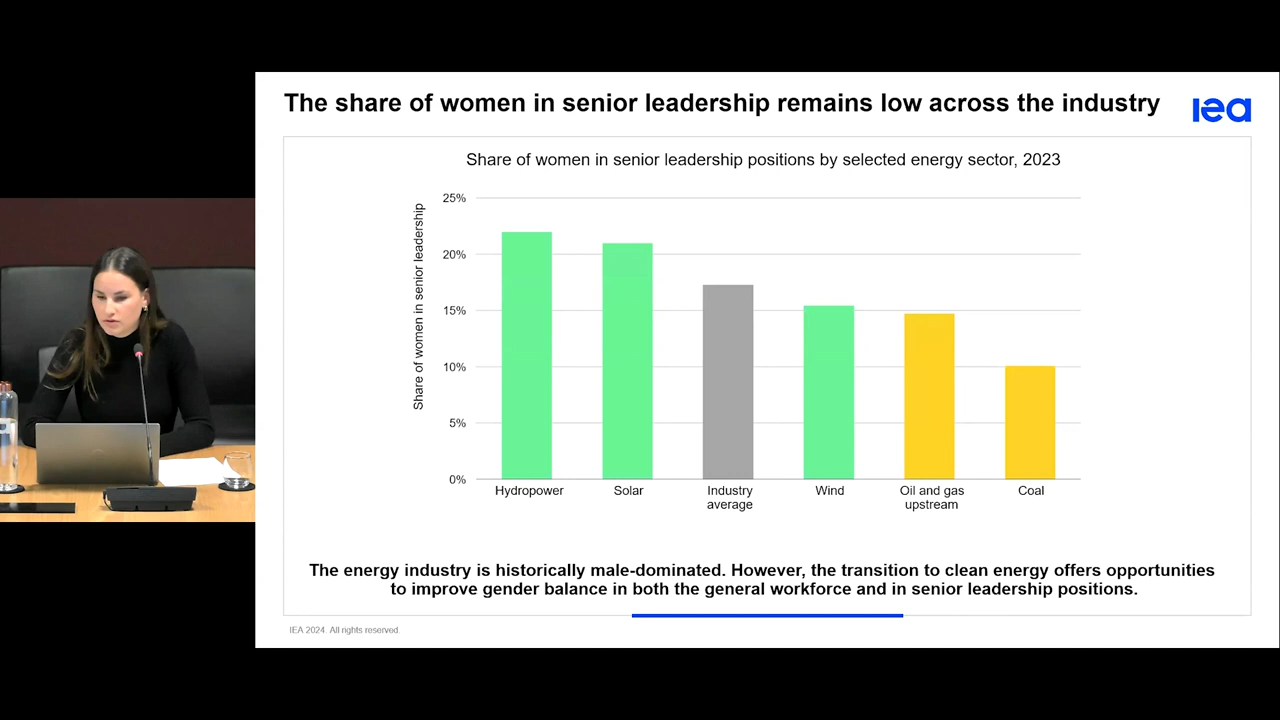 The share of women in senior leadership remains low across the industry
iea
Share of women in senior leadership positions by selected energy sector, 2023
Share of women in senior leadership
25%
20%
15%
10%
5%
0%
Hydropower
Solar
Industry
average
Wind
Oil and gas
upstream
Coal
The energy industry is historically male-dominated. However, the transition to clean energy offers opportunities
to improve gender balance in both the general workforce and in senior leadership positions.
IEA 2024. All rights reserved.